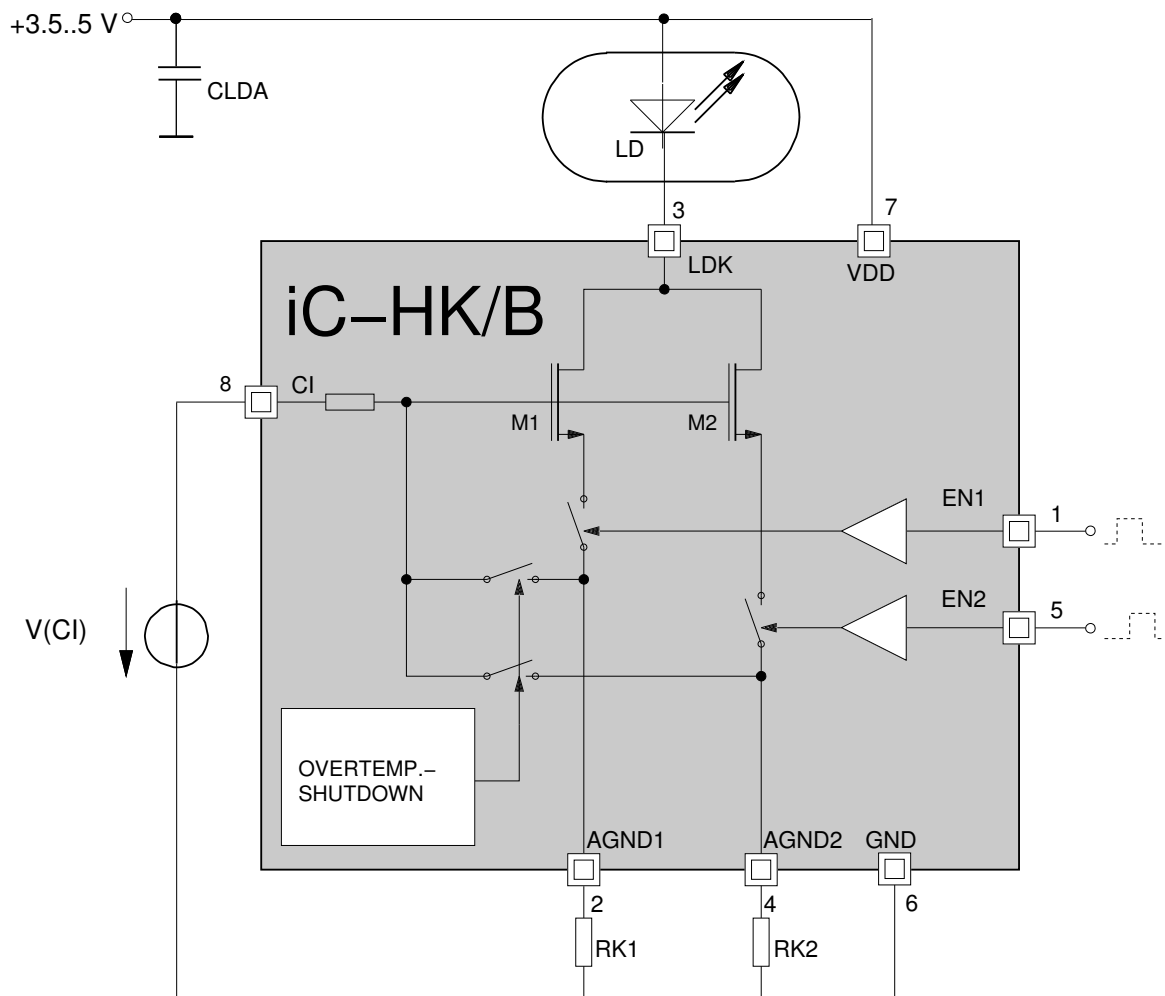 +3.5..5 V
CLDA
LD
3
7
LDK
VDD
iC–HK/B
8
CI
M1
M2
EN1
1
EN2
5
V(CI)
OVERTEMP.–
SHUTDOWN
AGND1
AGND2
GND
2
4
6
RK1
RK2